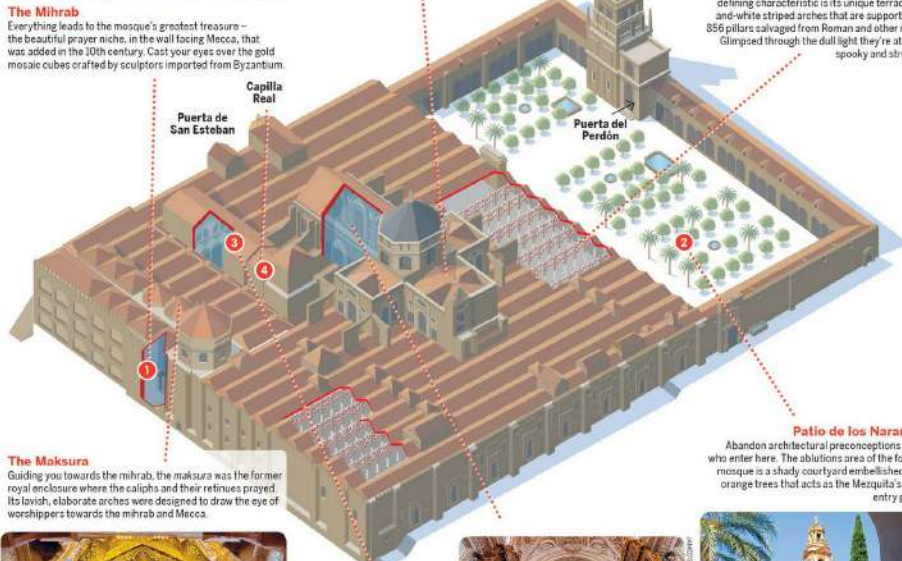 The Mihrab
Everything leads to the mosque's greatest treasure –
the beautiful prayer niche, in the wall facing Mecca, that
was added in the 10th century. Cast your eyes over the gold
mosaic cubes crafted by sculptors imported from Byzantium.
defining characteristic is its unique terrac
and-white striped arches that are support
856 pillars salvaged from Roman and other
Glimpsed through the dull light they're at
spooky and str
Capilla
Real
Puerta de
San Esteban
Puerta del
Perdón
3
4
2
1
The Maksura
Guiding you towards the mihrab, the maksura was the former
royal enclosure where the caliphs and their retinues prayed.
Its lavish, elaborate arches were designed to draw the eye of
worshippers towards the mihrab and Mecca.
Patio de los Naran
Abandon architectural preconceptions
who enter here. The ablutions area of the fo
mosque is a shady courtyard embellished
orange trees that acts as the Mezquita's
entry p